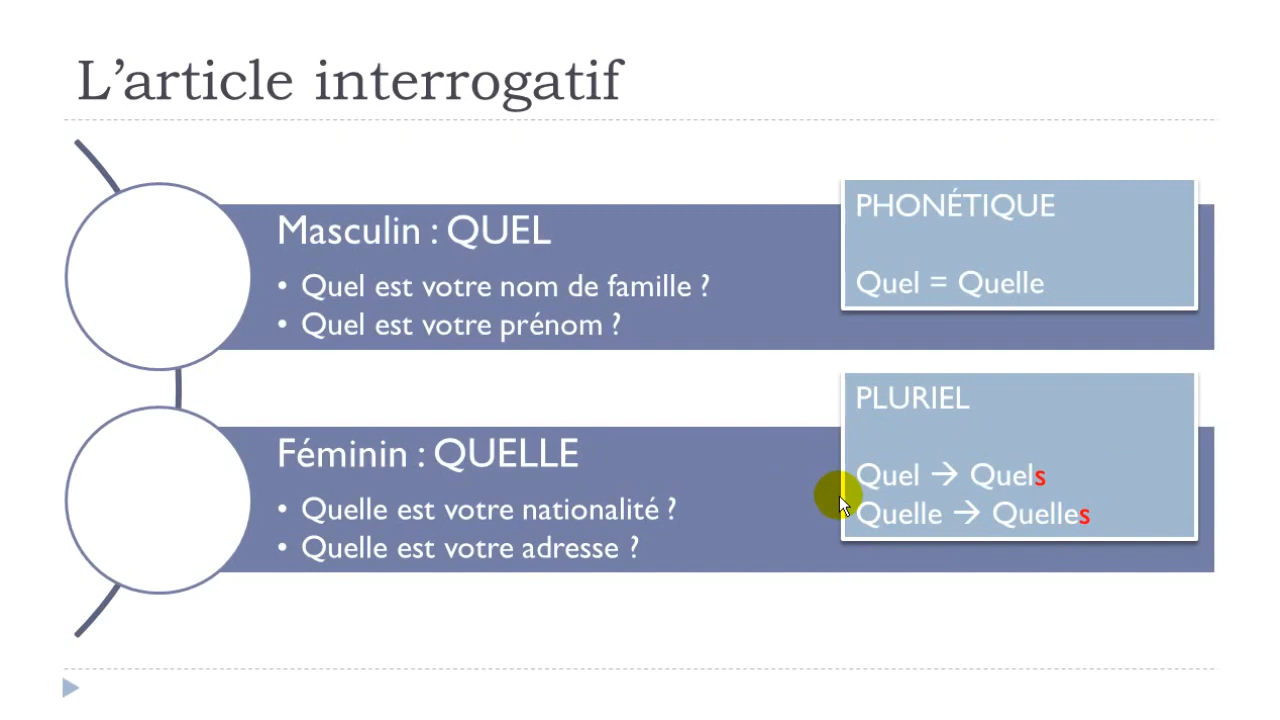 L’article interrogatif
Masculin : QUEL
• Quel est votre nom de famille ?
• Quel est votre prénom ?
PHONÉTIQUE
Quel = Quelle
Féminin : QUELLE
• Quelle est votre nationalité ?
• Quelle est votre adresse ?
PLURIEL
Quel → Quels
Quelle → Quelles